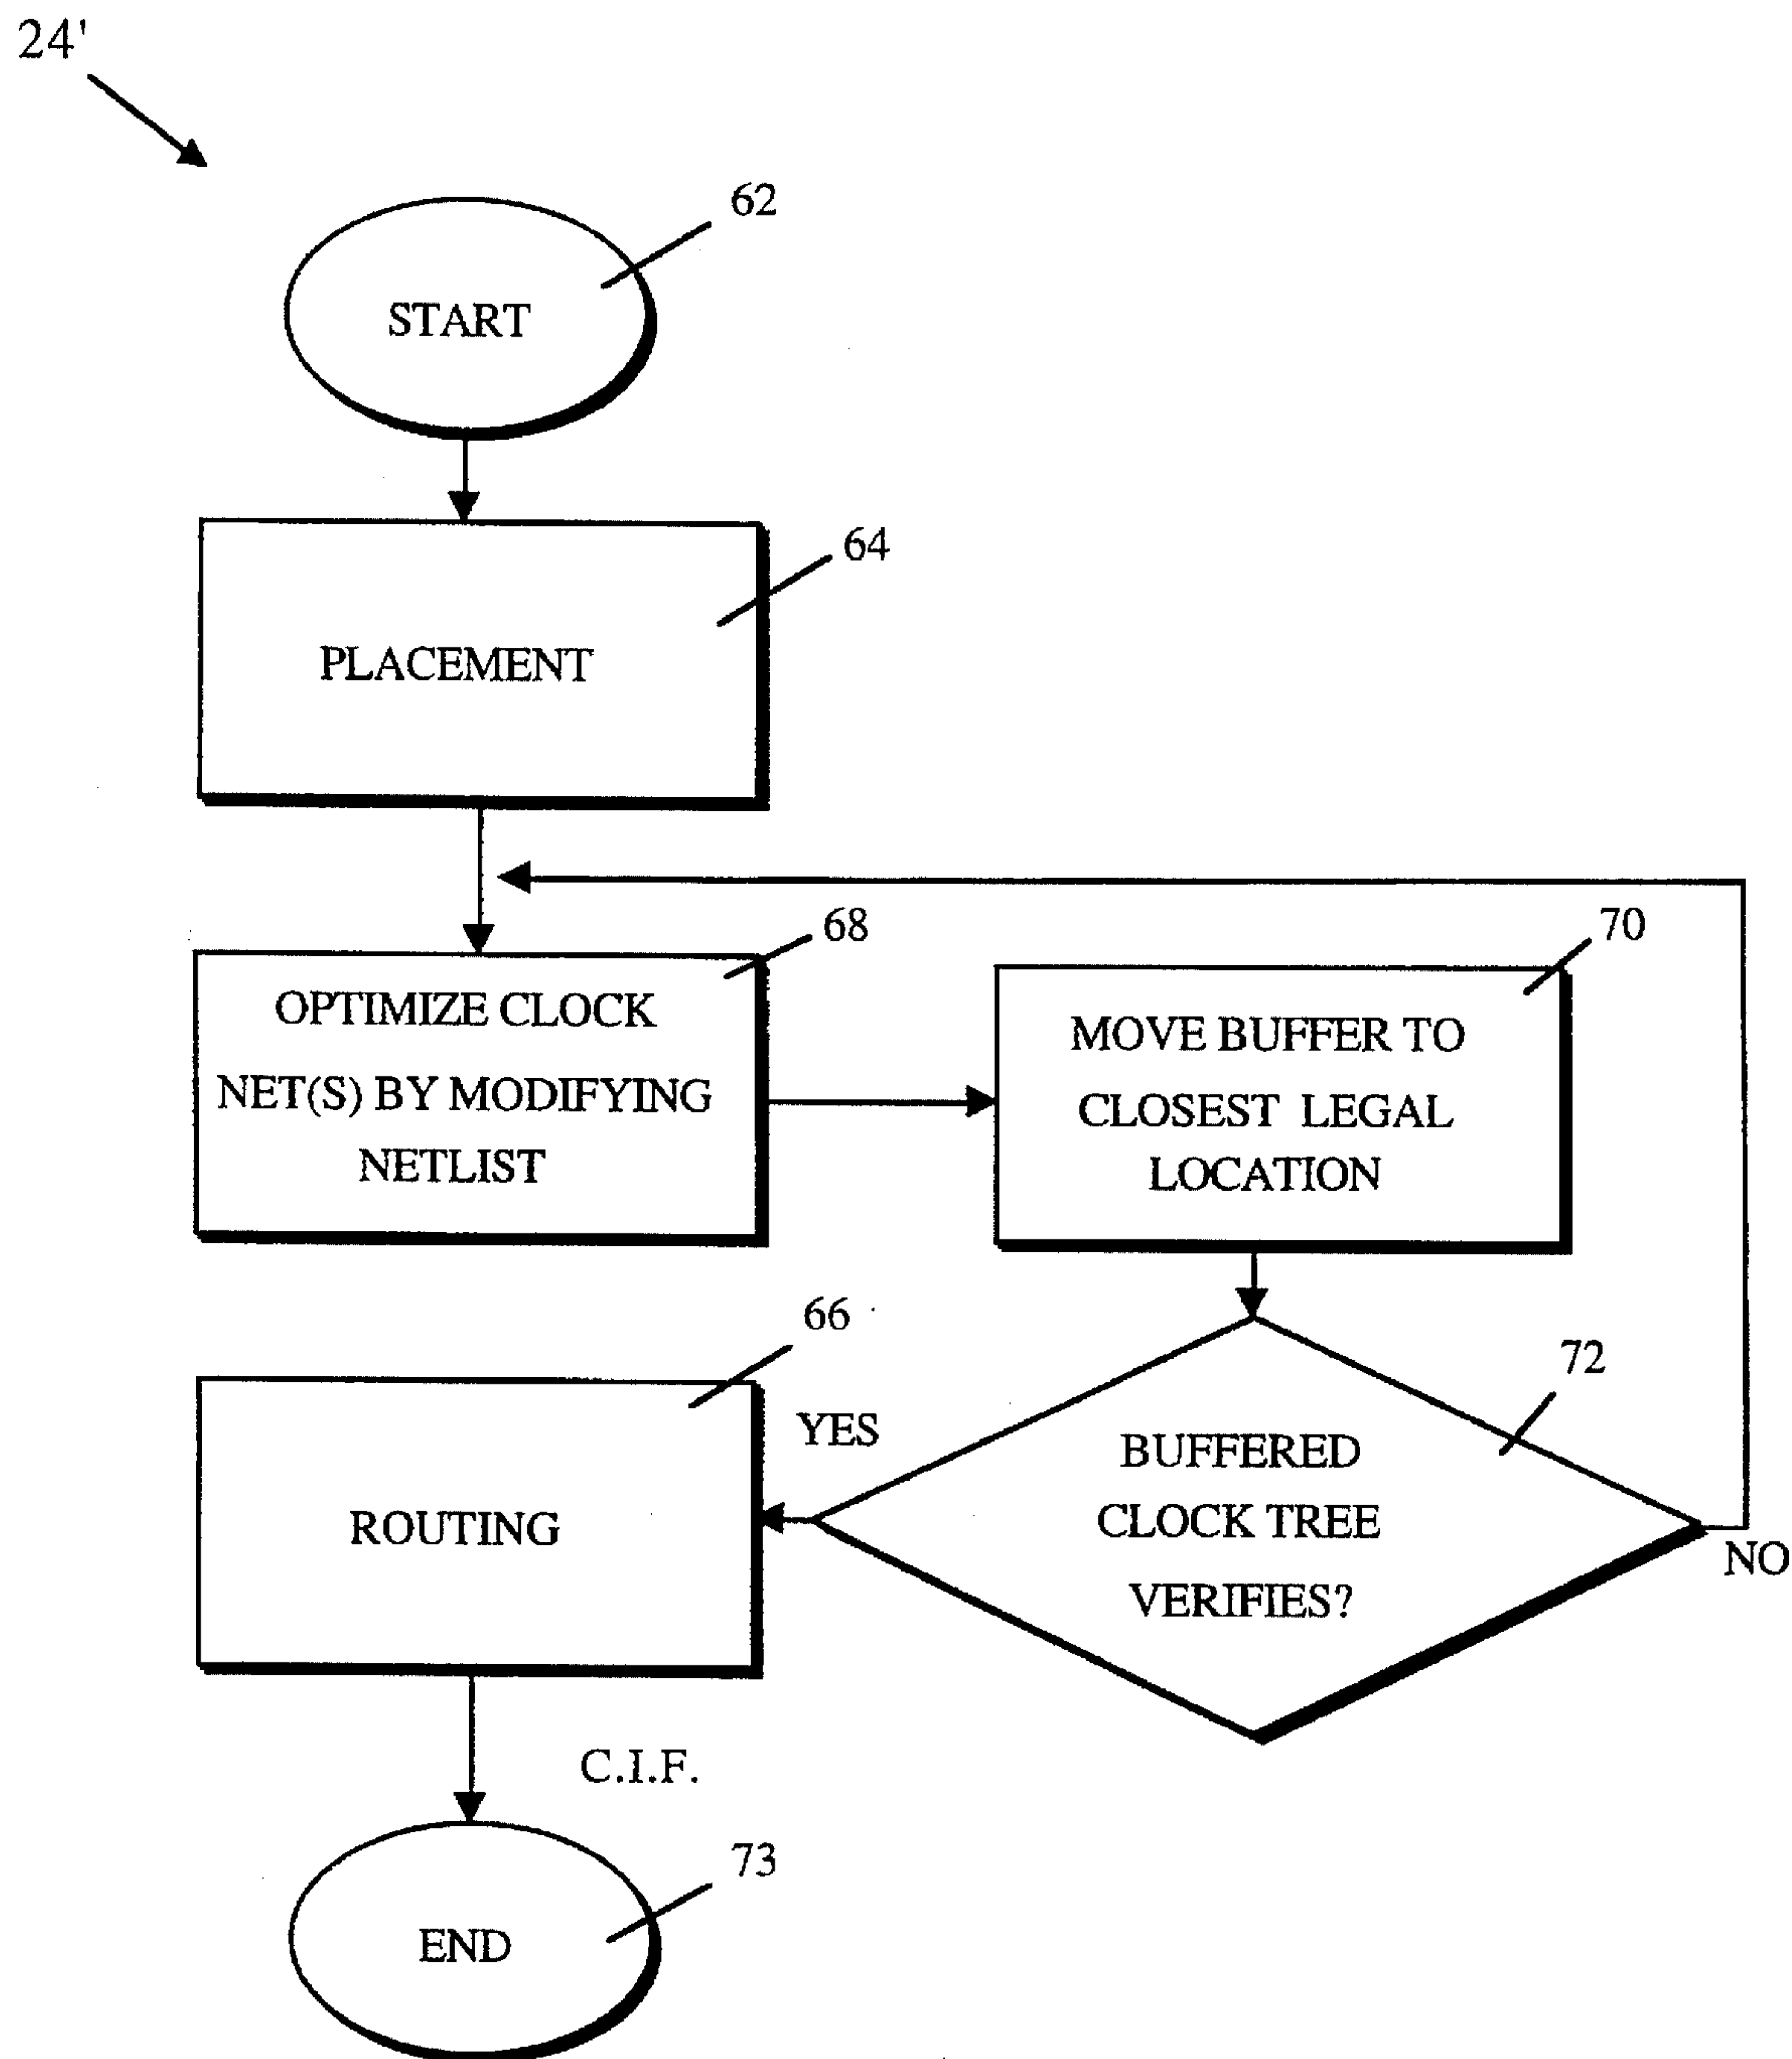 24'
62
START
64
PLACEMENT
68
OPTIMIZE CLOCK
NET(S) BY MODIFYING
NETLIST
70
MOVE BUFFER TO
CLOSEST LEGAL
LOCATION
66
ROUTING
YES
72
BUFFERED
CLOCK TREE
VERIFIES?
NO
C.I.F.
73
END